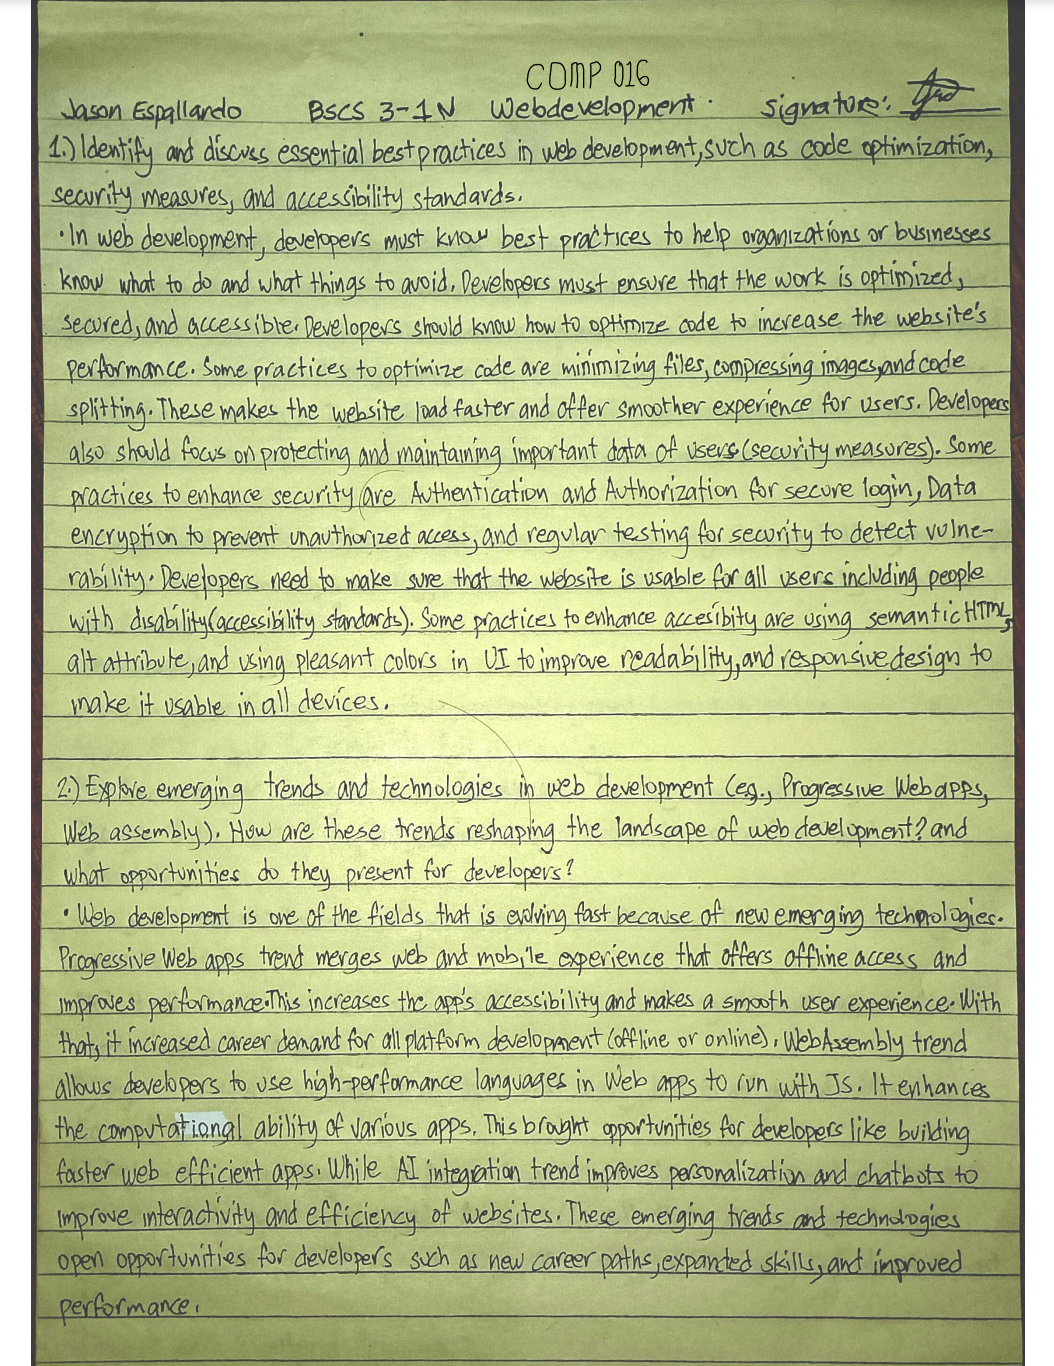 COMP 016
Jason Espallando BSCS 3-1N Webdevelopment. Signature:
1.) Identify and discuss essential best practices in web development, such as code optimization,
security measures, and accessibility standards.
• In web development, developers must know best practices to help organizations or businesses
know what to do and what things to avoid. Developers must ensure that the work is optimized,
secured, and accessible. Developers should know how to optimize code to increase the website's
performance. Some practices to optimize code are minimizing files, compressing images, and code
splitting. These makes the website load faster and offer smoother experience for users. Developers
also should focus on protecting and maintaining important data of users (security measures). Some
practices to enhance security are Authentication and Authorization for secure login, Data
encryption to prevent unauthorized access, and regular testing for security to detect vulne-
rability. Developers need to make sure that the website is usable for all users including people
with disability (accessibility standards). Some practices to enhance accesibity are using semantic HTML,
alt attribute, and using pleasant colors in UI to improve readability, and responsive design to
make it usable in all devices.
2.) Explore emerging trends and technologies in web development (eg., Progressive Web apps,
Web assembly). How are these trends reshaping the landscape of web development? and
what opportunities do they present for developers?
• Web development is one of the fields that is evolving fast because of new emerging technologies.
Progressive Web apps trend merges web and mobile experience that offers offline access and
improves performance. This increases the app's accessibility and makes a smooth user experience. With
that, it increased career demand for all platform development (offline or online). WebAssembly trend
allows developers to use high-performance languages in Web apps to run with Js. It enhances
the computational ability of various apps. This brought opportunities for developers like building
faster web efficient apps. While AI integration trend improves personalization and chatbots to
improve interactivity and efficiency of websites. These emerging trends and technologies
open opportunities for developers such as new career paths, expanded skills, and improved
performance.